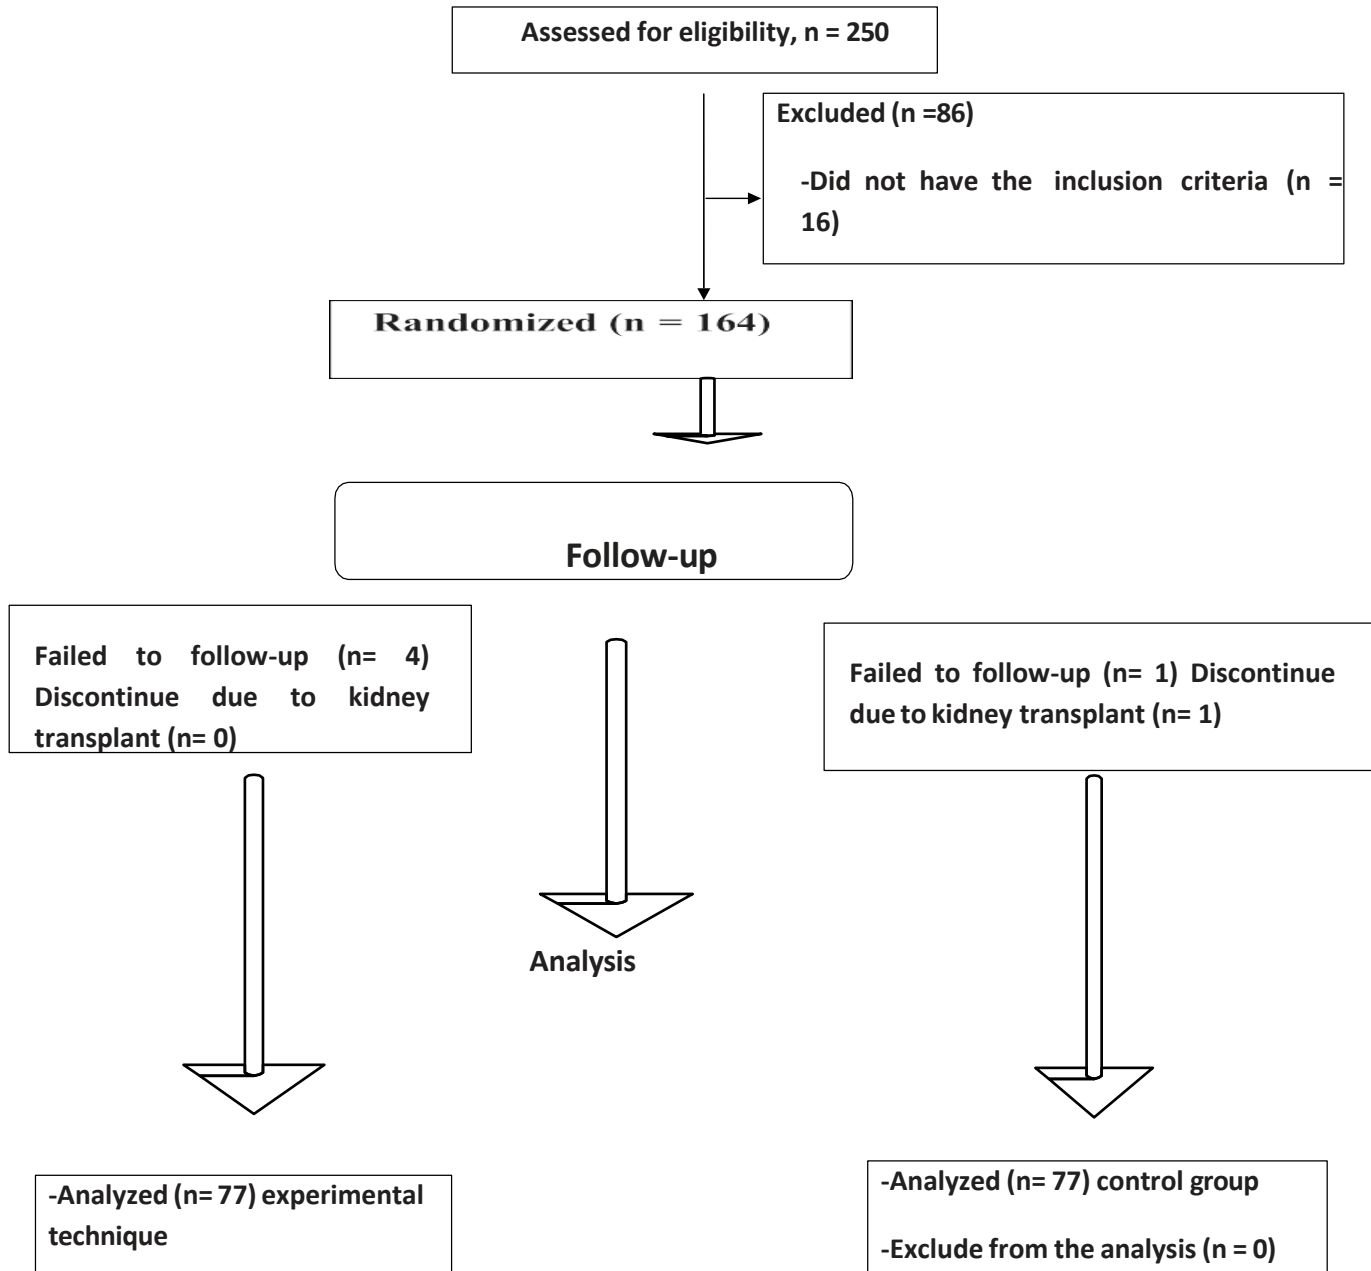 Assessed for eligibility, n = 250
Excluded (n =86)
-Did not have the inclusion criteria (n =
16)
Randomized (n = 164)
Follow-up
Failed to follow-up (n= 4)
Discontinue due to kidney
transplant (n= 0)
Failed to follow-up (n= 1) Discontinue
due to kidney transplant (n= 1)
Analysis
-Analyzed (n= 77) experimental
technique
-Analyzed (n= 77) control group
-Exclude from the analysis (n = 0)